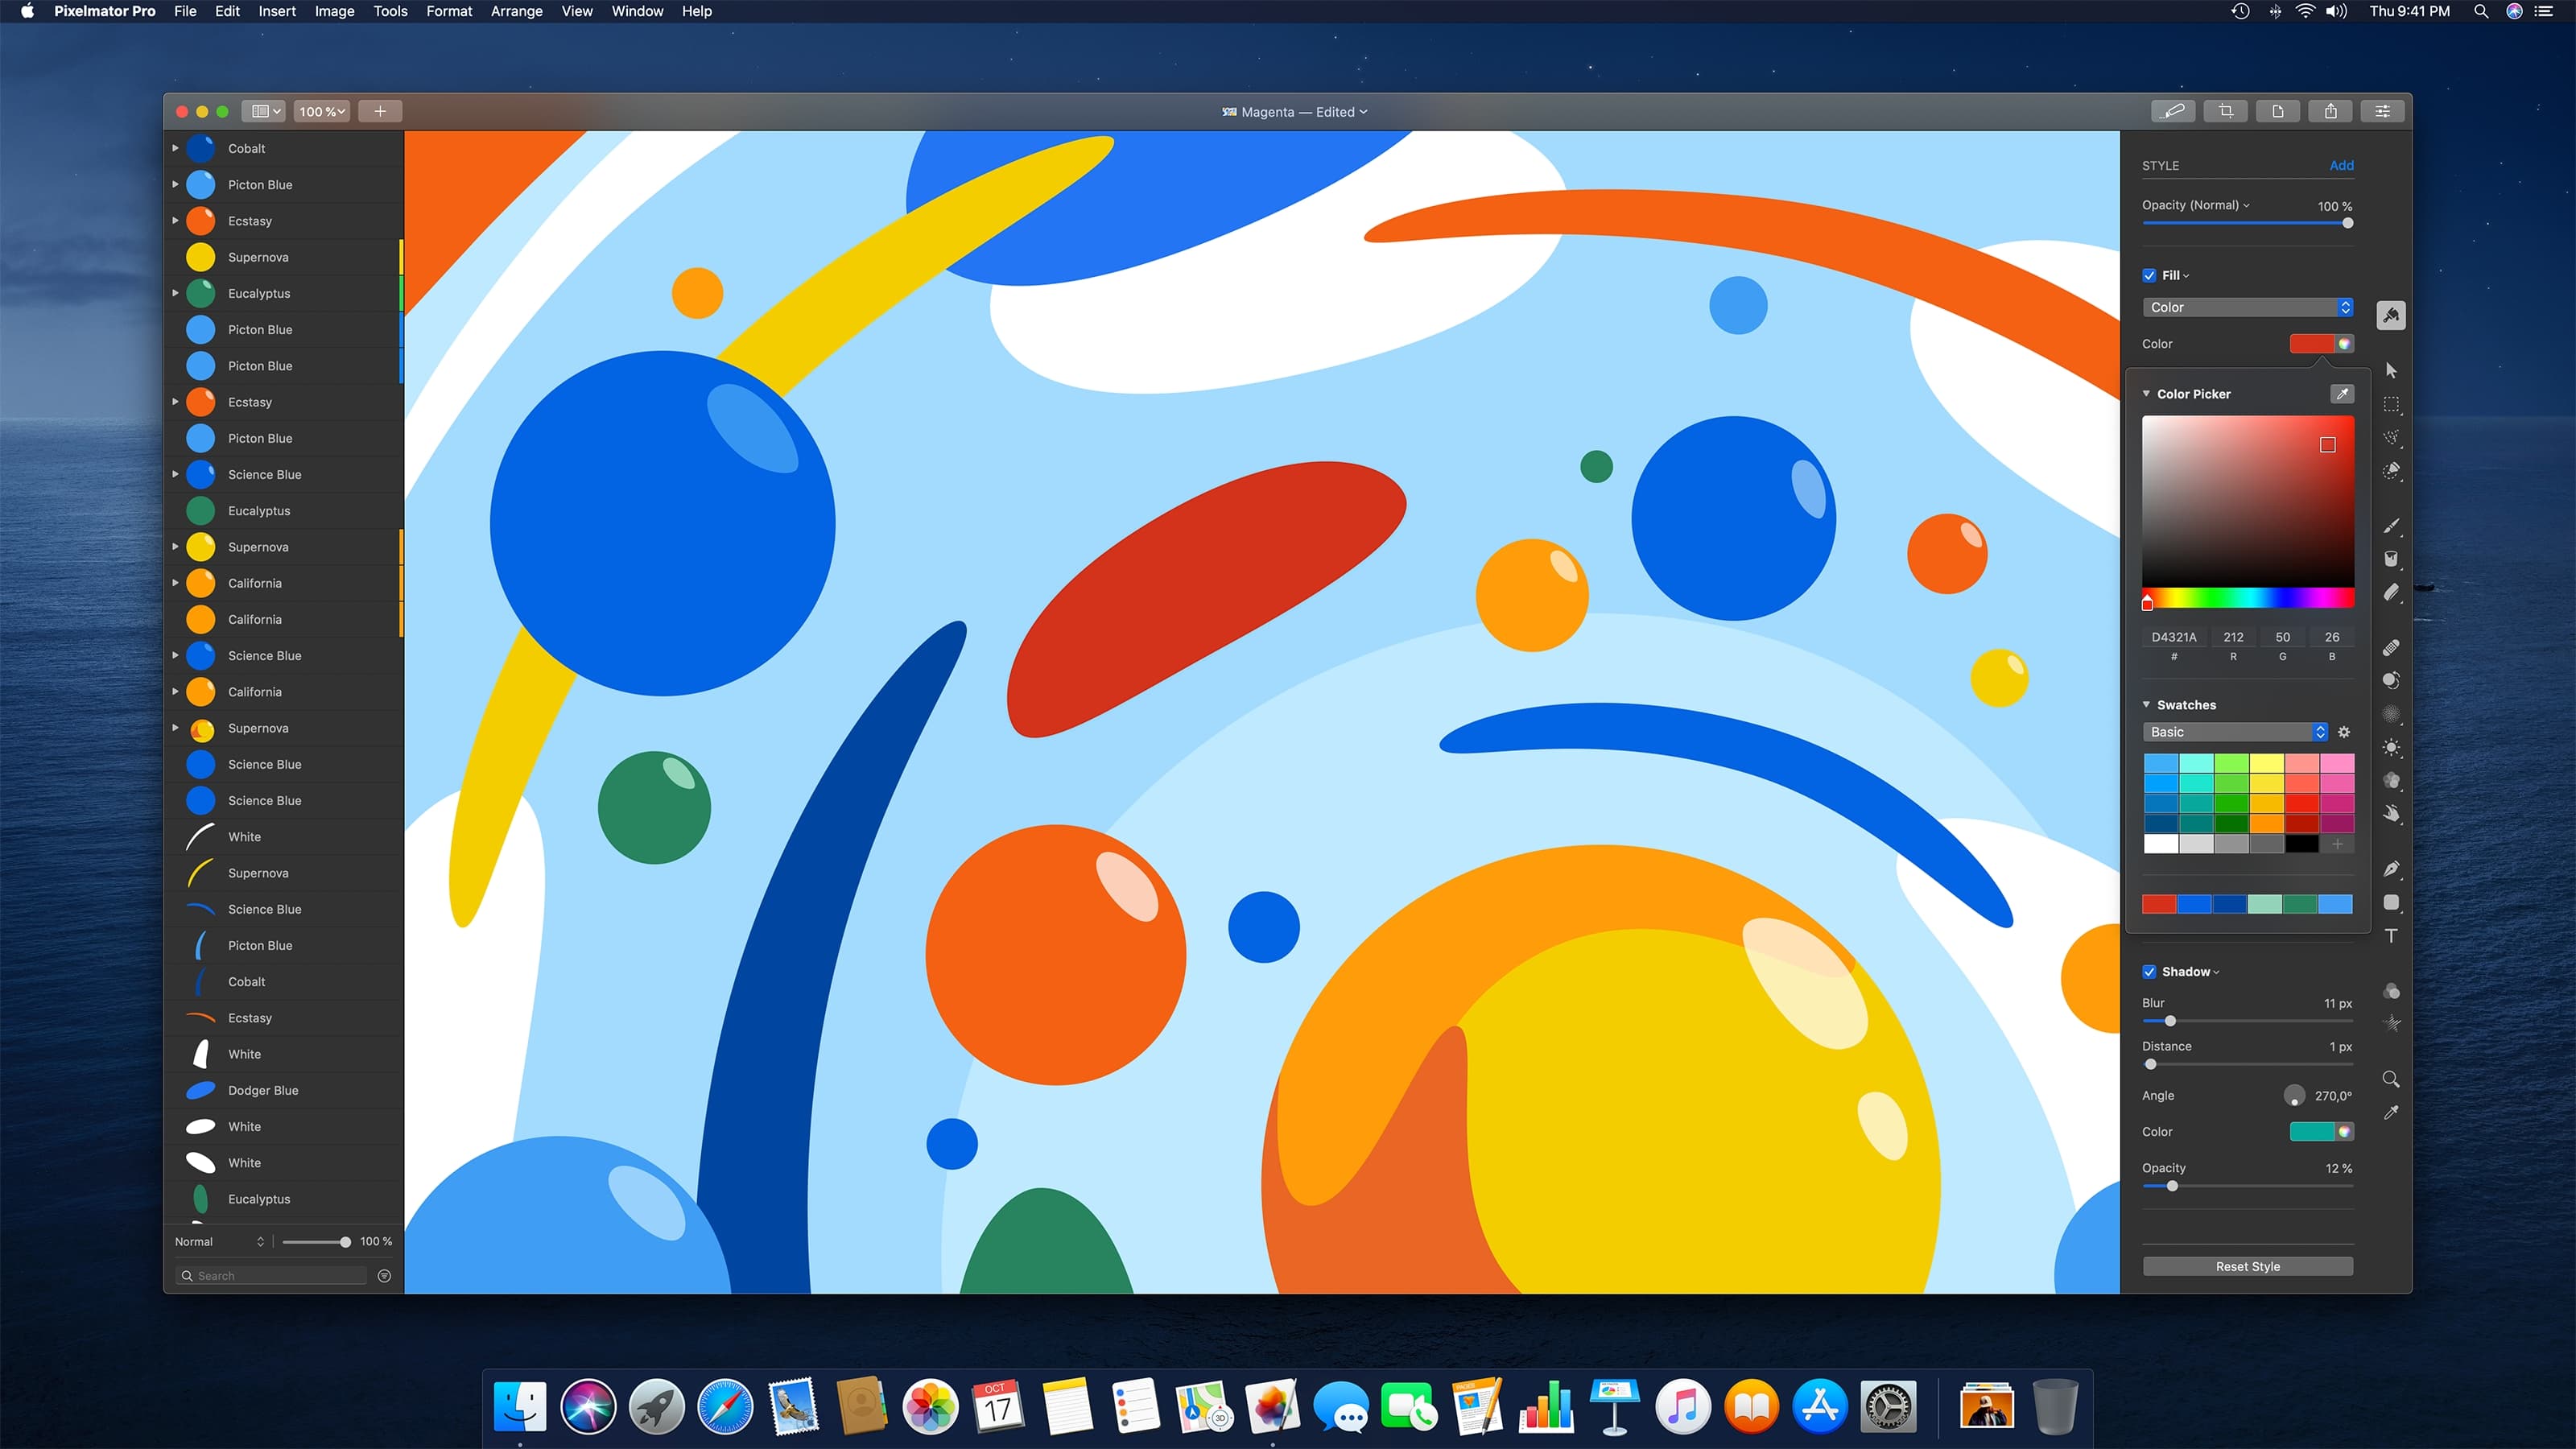 Pixelmator Pro File Edit Insert Image Tools Format Arrange View Window Help Thu 9:41 PM
100 % Magenta — Edited
Cobalt
Picton Blue
Ecstasy
Supernova
Eucalyptus
Picton Blue
Picton Blue
Ecstasy
Picton Blue
Science Blue
Eucalyptus
Supernova
California
California
Science Blue
California
Supernova
Science Blue
Science Blue
White
Supernova
Science Blue
Picton Blue
Cobalt
Ecstasy
White
Dodger Blue
White
White
Eucalyptus
Normal 100 %
Search
STYLE Add
Opacity (Normal) 100 %
Fill
Color
Color
Color Picker
D4321A 212 50 26
# R G B
Swatches
Basic
Shadow
Blur 11 px
Distance 1 px
Angle 270,0°
Color
Opacity 12 %
Reset Style
OCT
17
3D
PAGES